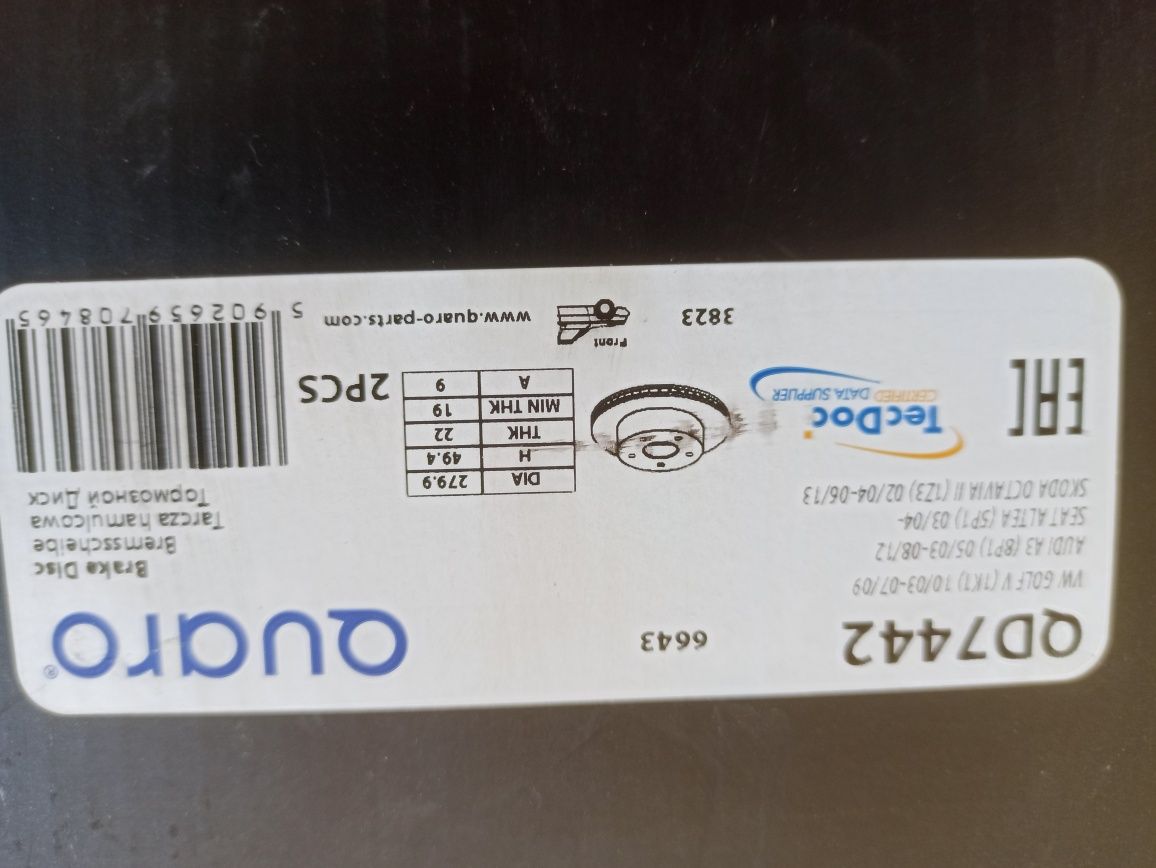 QD7442
6643
Quaro®
VW GOLF V (1K1) 10/03-07/09
AUDI A3 (8P1) 05/03-08/12
SEAT ALTEA (5P1) 03/04-
SKODA OCTAVIA II (1Z3) 02/04-06/13
Brake Disc
Bremsscheibe
Tarcza hamulcowa
Тормозной Диск
EAC
TecDoc
CERTIFIED DATA SUPPLIER
DIA 279.9
H 49.4
THK 22
MIN THK 19
A 9
2PCS
3823
Front
www.quaro-parts.com
5 902659 708465